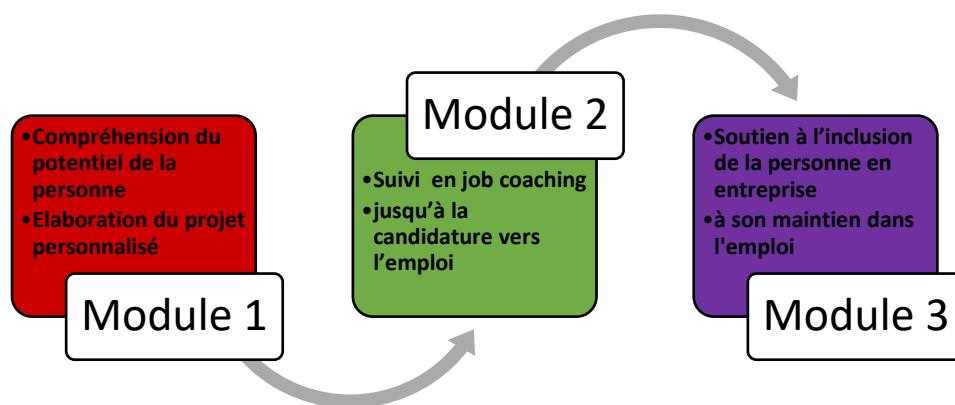 •Compréhension du
potentiel de la
personne
•Elaboration du projet
personnalisé
Module 1
Module 2
•Suivi  en job coaching
•jusqu’à la
candidature vers
l’emploi
•Soutien à l’inclusion
de la personne en
entreprise
•à son maintien dans
l'emploi
Module 3